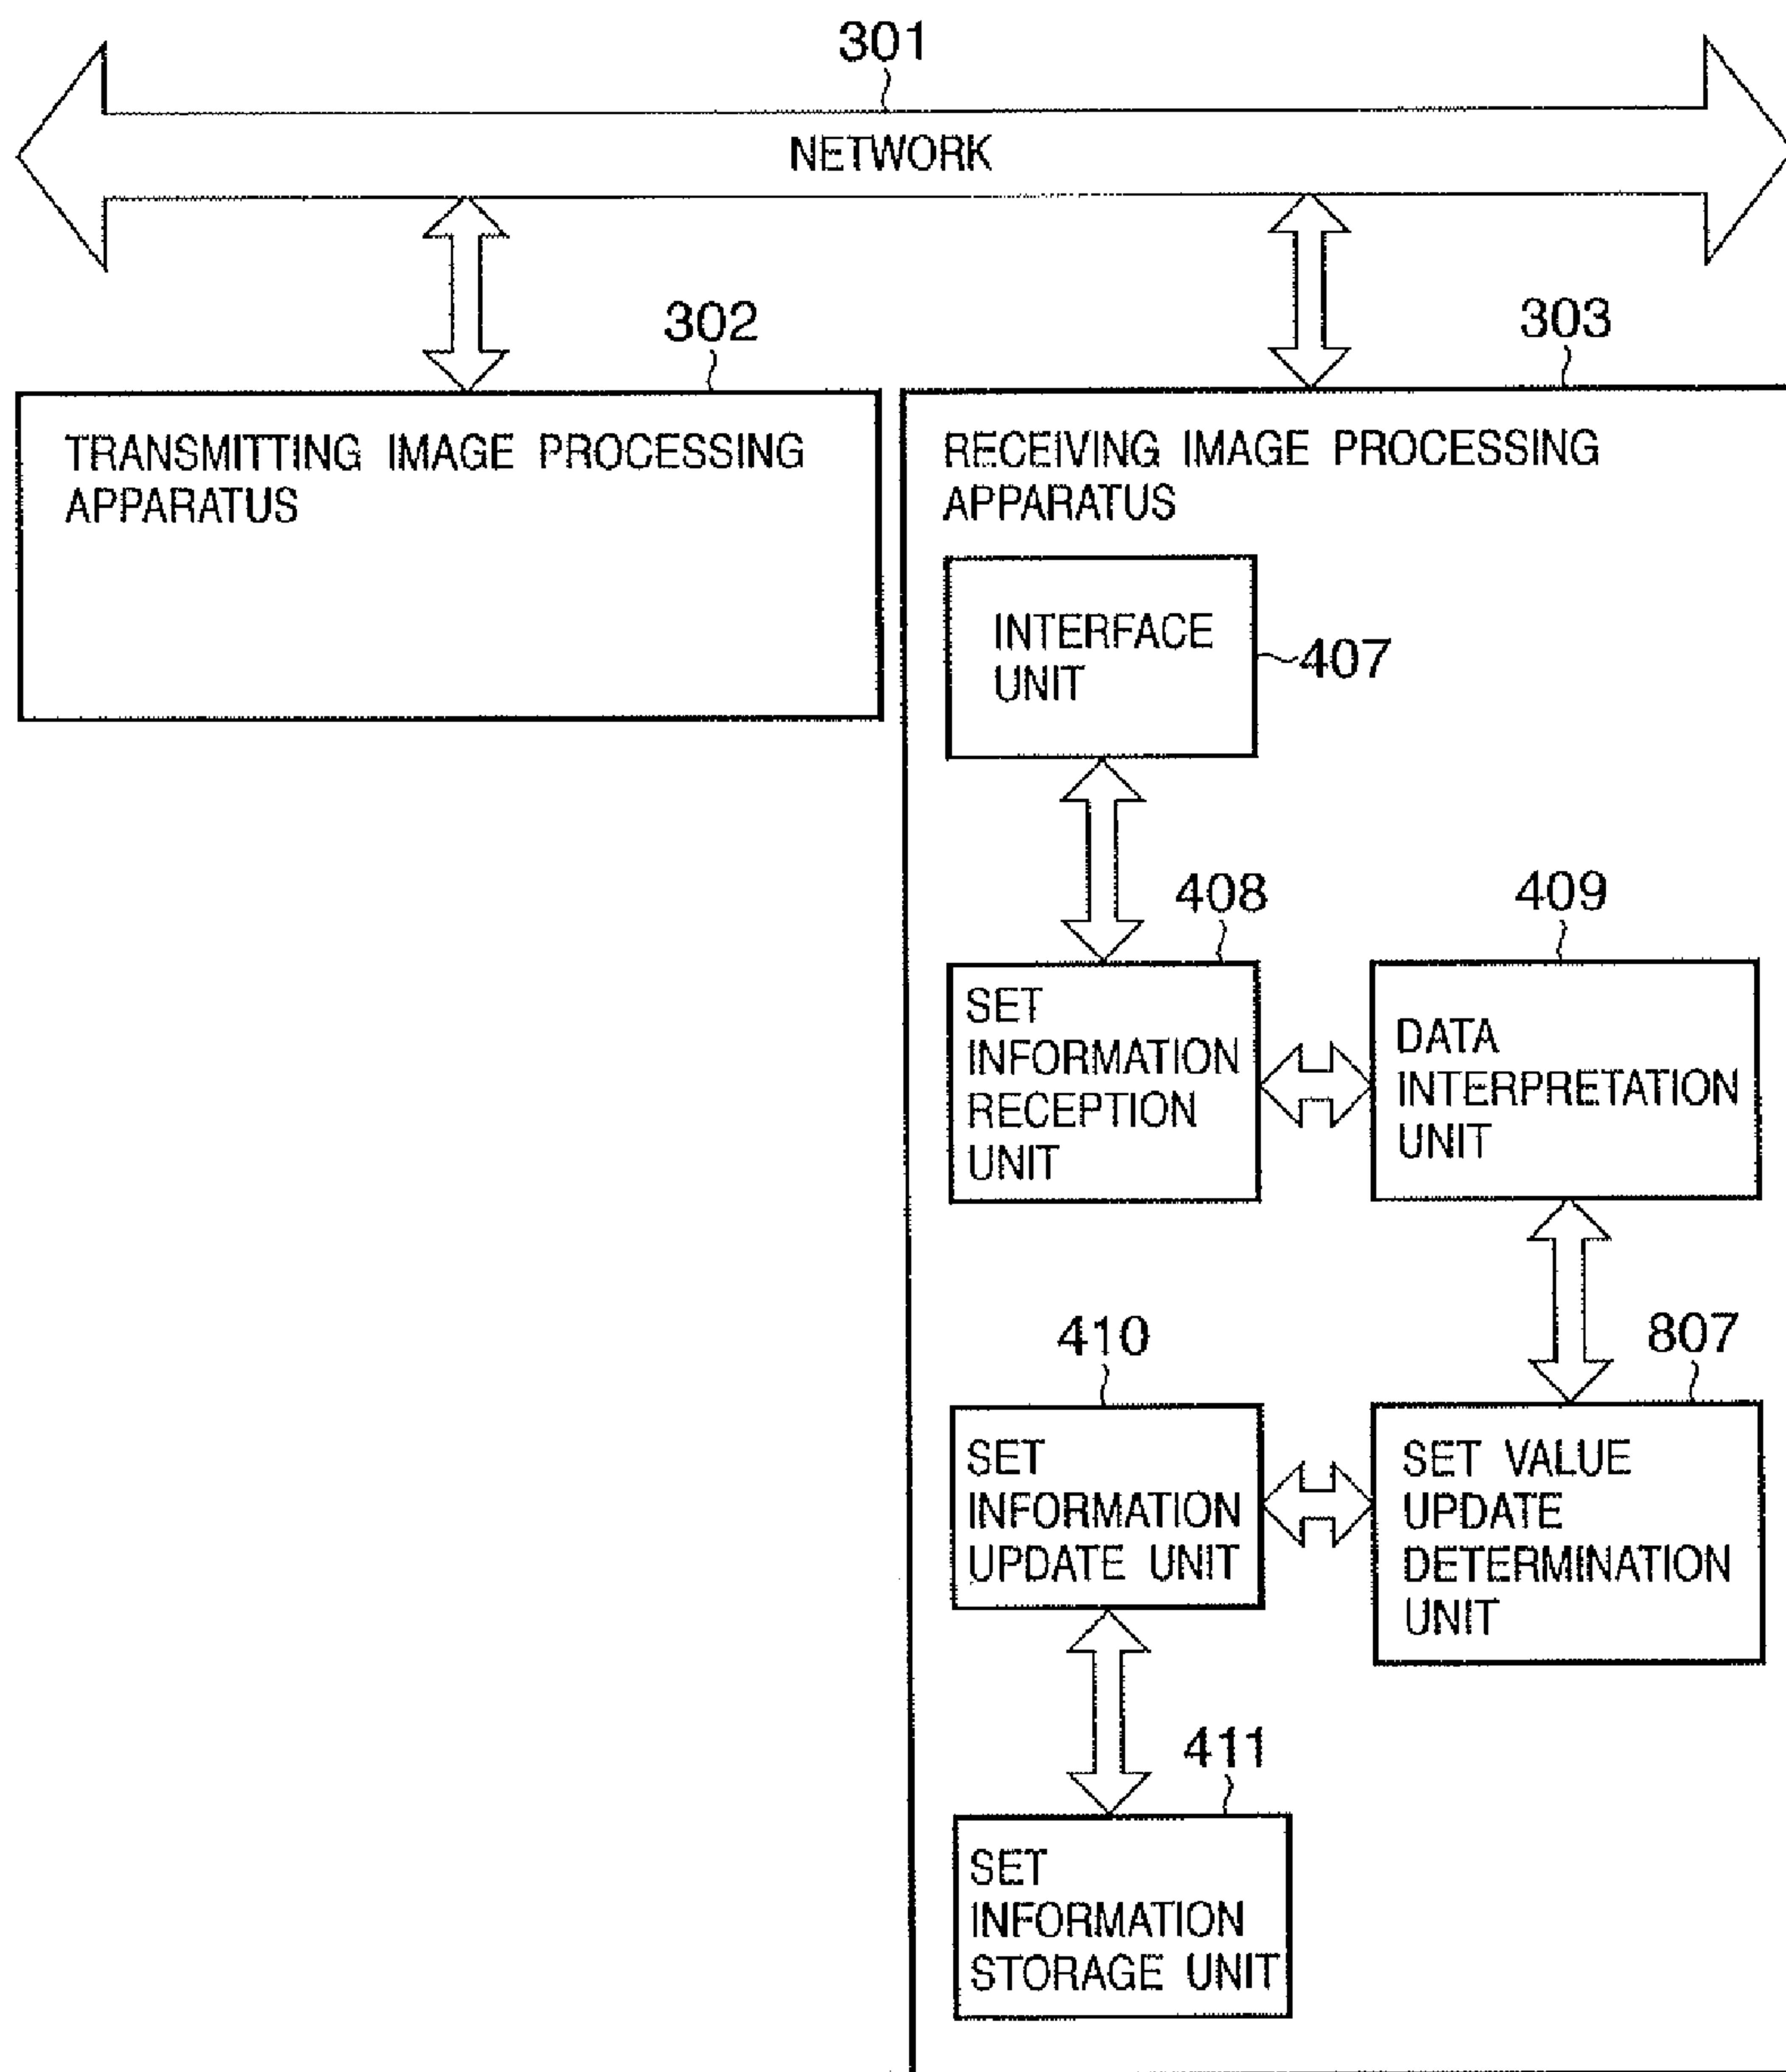 301
NETWORK
302
303
TRANSMITTING IMAGE PROCESSING
APPARATUS
RECEIVING IMAGE PROCESSING
APPARATUS
INTERFACE
UNIT
407
408
409
SET
INFORMATION
RECEPTION
UNIT
DATA
INTERPRETATION
UNIT
410
807
SET
INFORMATION
UPDATE UNIT
SET VALUE
UPDATE
DETERMINATION
UNIT
411
SET
INFORMATION
STORAGE UNIT